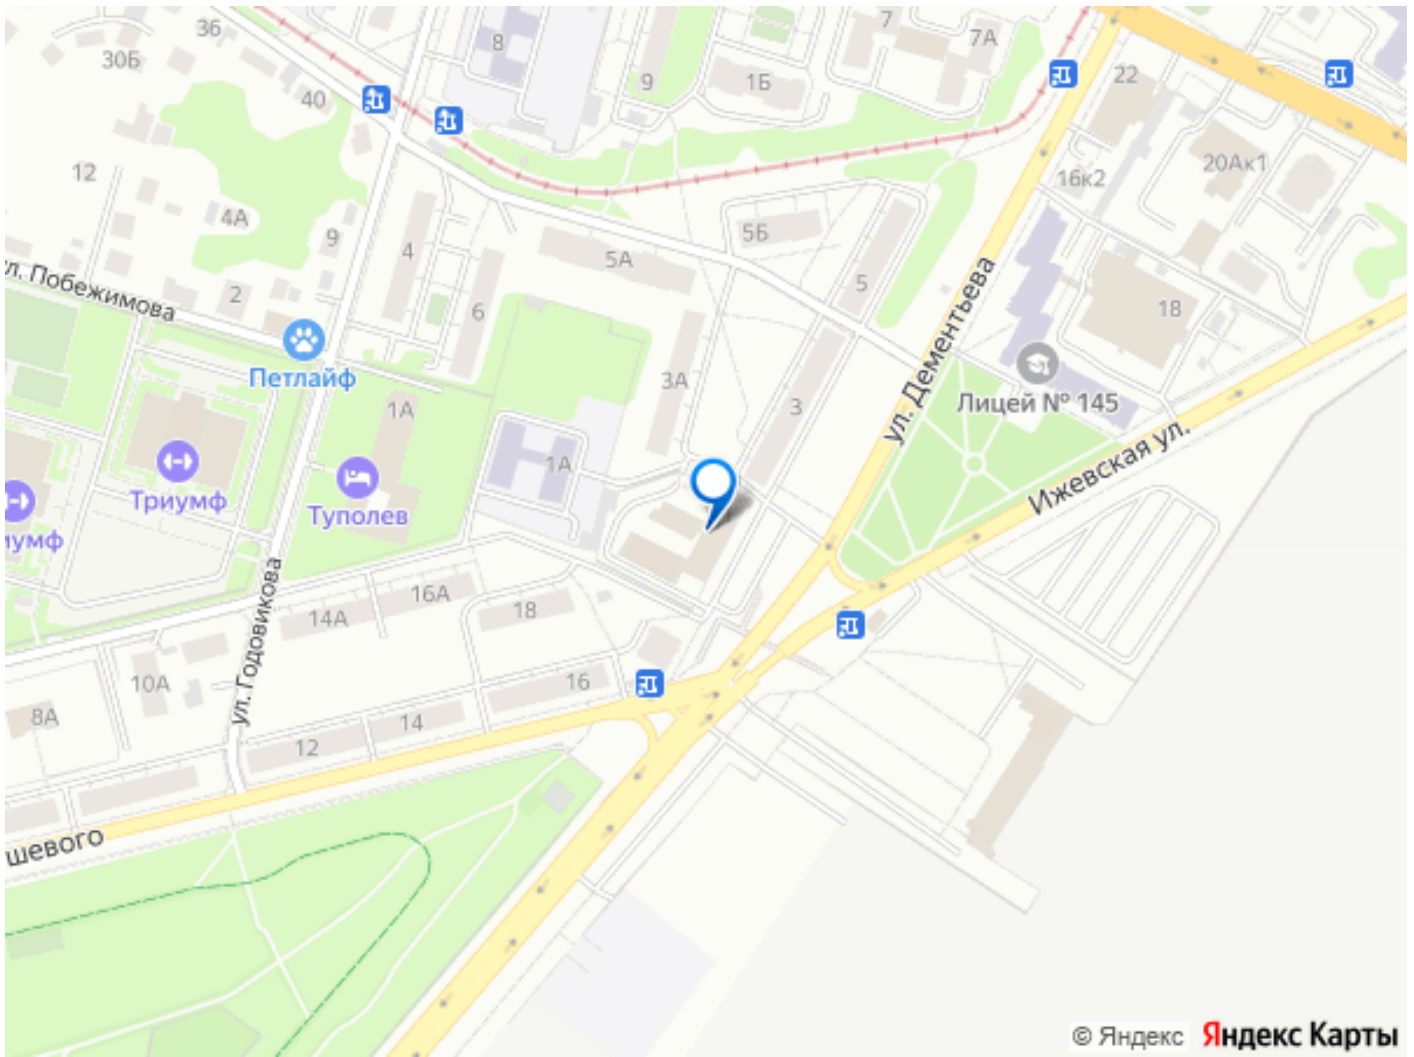 36
30Б
8
7
7А
9
1Б
22
40
12
16к2
20Ак1
4А
9
4
5Б
5А
5
ул. Побежимова
2
6
18
ул. Дементьева
Петлайф
3А
1А
3
Лицей № 145
Ижевская ул.
1А
Триумф
Туполев
иумф
ул. Годовикова
16А
14А
18
10А
16
8А
14
12
шевого
© Яндекс
Яндекс Карты